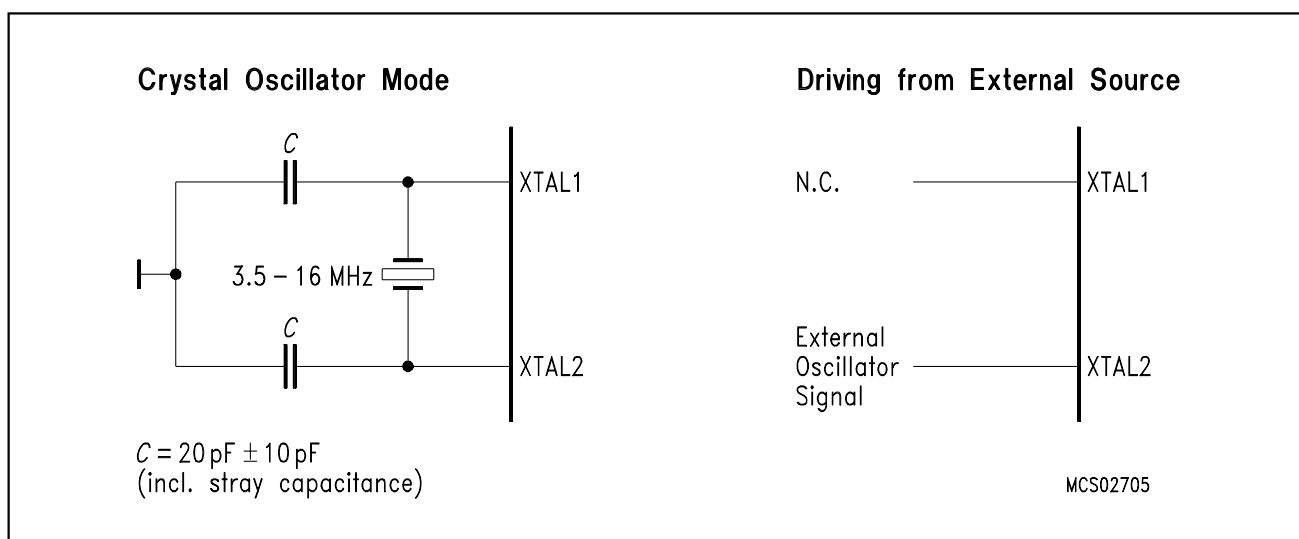 Crystal Oscillator Mode
C
XTAL1
3.5 – 16 MHz
C
XTAL2
C = 20 pF ± 10 pF
(incl. stray capacitance)
Driving from External Source
N.C.
XTAL1
External
Oscillator
Signal
XTAL2
MCS02705